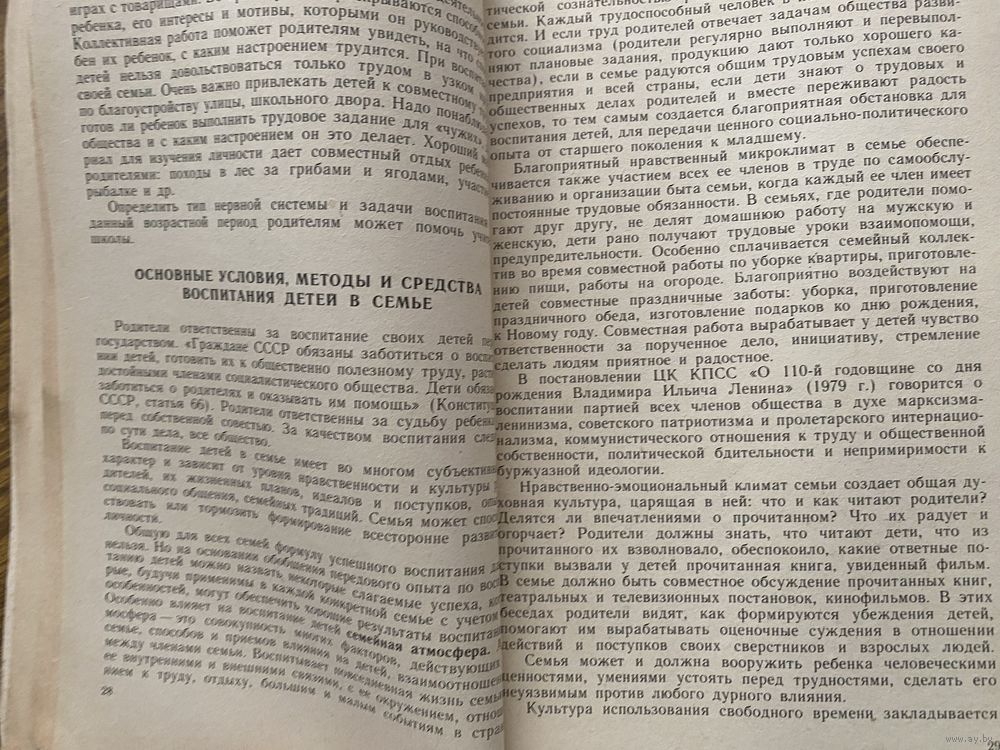 играх с товарищами.
ребенка, его интересы и мотивы, которыми он
Коллективная работа поможет родителям увидеть, на что
бен их ребенок, с каким настроением трудится. При
детей нельзя довольствоваться только трудом в узком
своей семьи. Очень важно привлекать детей к совместному
по благоустройству улицы, школьного двора. Надо
готов ли ребенок выполнить трудовое задание для «чужих»,
общества и с каким настроением он это делает. Хороший
риал для изучения личности дает совместный отдых
родителями: походы в лес за грибами и ягодами,
рыбалке и др.
Определить тип нервной системы и задачи воспитания
данный возрастной период родителям может помочь
школы.
ОСНОВНЫЕ УСЛОВИЯ, МЕТОДЫ И СРЕДСТВА
ВОСПИТАНИЯ ДЕТЕЙ В СЕМЬЕ
Родители ответственны за воспитание своих детей
государством. «Граждане СССР обязаны заботиться о
нии детей, готовить их к общественно полезному труду,
достойными членами социалистического общества. Дети
заботиться о родителях и оказывать им помощь»
СССР, статья 66). Родители ответственны за судьбу
перед собственной совестью. За качеством воспитания
по сути дела, все общество.
Воспитание детей в семье имеет во многом
характер и зависит от уровня нравственности и культуры
дителей, их жизненных планов, идеалов и поступков,
социального общения, семейных традиций. Семья может
ствовать или тормозить формирование всесторонне
личности.
Общую для всех семей формулу успешного воспитания
нельзя. Но на основании обобщения передового опыта по
танию детей можно назвать некоторые слагаемые успеха,
рые, будучи применимы в каждой конкретной семье с учетом
особенностей, могут обеспечить хорошие результаты
Особенно влияет на воспитание детей семейная атмосфера.
мосфера — это совокупность многих факторов, действующих
семье, способов и приемов влияния на детей,
между членами семьи. Воспитывает повседневная жизнь семьи
ее внутренними и внешними связями, с ее окружением,
нием к труду, отдыху, большим и малым событиям в
28
тической сознательностью
семьи. Каждый трудоспособный человек в
дится. И если труд родителей отвечает задачам общества разви-
того социализма (родители регулярно выполняют и перевыпол-
няют плановые задания, продукцию дают только хорошего ка-
чества), если в семье радуются общим трудовым успехам своего
предприятия и всей страны, если дети знают о трудовых и
общественных делах родителей и вместе переживают радость
успехов, то тем самым создается благоприятная обстановка для
воспитания детей, для передачи ценного социально-политического
опыта от старшего поколения к младшему.
Благоприятный нравственный микроклимат в семье обеспе-
чивается также участием всех ее членов в труде по самообслу-
живанию и организации быта семьи, когда каждый ее член имеет
постоянные трудовые обязанности. В семьях, где родители помо-
гают друг другу, не делят домашнюю работу на мужскую и
женскую, дети рано получают трудовые уроки взаимопомощи,
предупредительности. Особенно сплачивается семейный коллек-
тив во время совместной работы по уборке квартиры, приготовле-
нию пищи, работы на огороде. Благоприятно воздействуют на
детей совместные праздничные заботы: уборка, приготовление
праздничного обеда, изготовление подарков ко дню рождения,
к Новому году. Совместная работа вырабатывает у детей чувство
ответственности за порученное дело, инициативу, стремление
сделать людям приятное и радостное.
В постановлении ЦК КПСС «О 110-й годовщине со дня
рождения Владимира Ильича Ленина» (1979 г.) говорится о
воспитании партией всех членов общества в духе марксизма-
ленинизма, советского патриотизма и пролетарского интернацио-
нализма, коммунистического отношения к труду и общественной
собственности, политической бдительности и непримиримости к
буржуазной идеологии.
Нравственно-эмоциональный климат семьи создает общая ду-
ховная культура, царящая в ней: что и как читают родители?
Делятся ли впечатлениями о прочитанном? Что их радует и
огорчает? Родители должны знать, что читают дети, что из
прочитанного их взволновало, обеспокоило, какие ответные по-
ступки вызвали у детей прочитанная книга, увиденный фильм.
В семье должно быть совместное обсуждение прочитанных книг,
театральных и телевизионных постановок, кинофильмов. В этих
беседах родители видят, как формируются убеждения детей,
помогают им вырабатывать оценочные суждения в отношении
действий и поступков своих сверстников и взрослых людей.
Семья может и должна вооружить ребенка человеческими
ценностями, умениями устоять перед трудностями, сделать его
неуязвимым против любого дурного влияния.
Культура использования свободного времени закладывается
www.ay.by